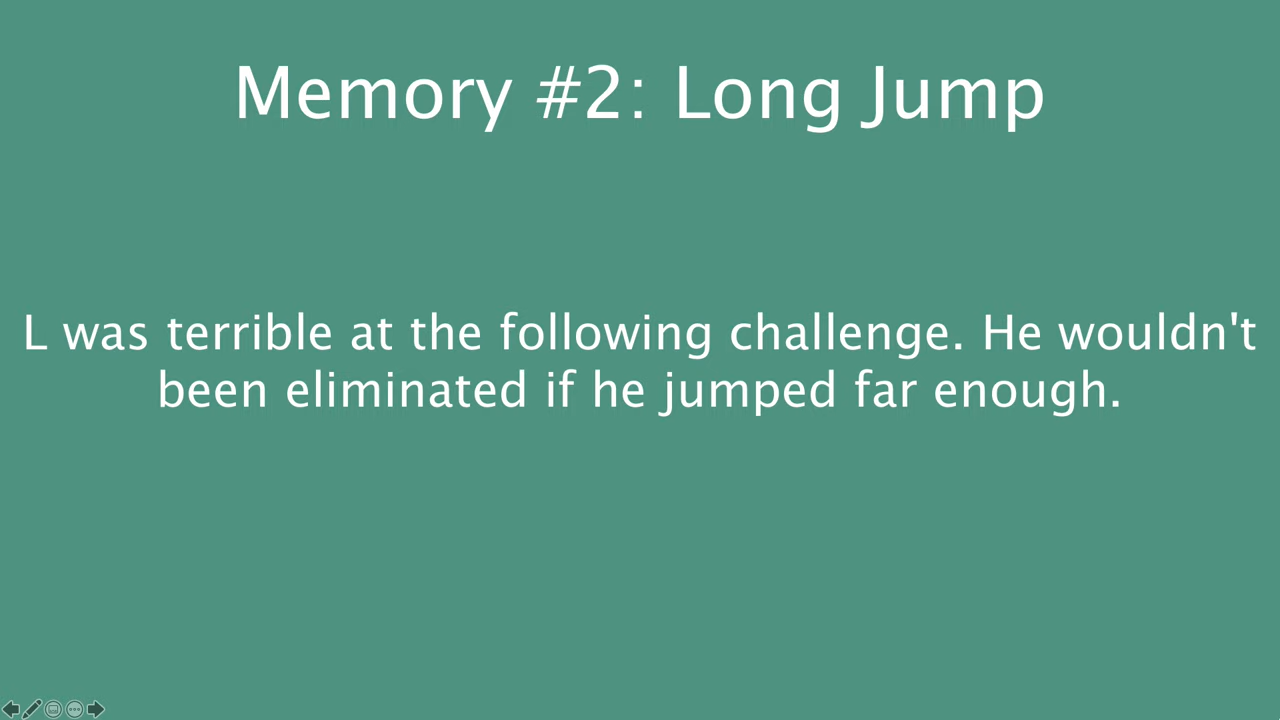 Memory #2: Long Jump
L was terrible at the following challenge. He wouldn't
been eliminated if he jumped far enough.